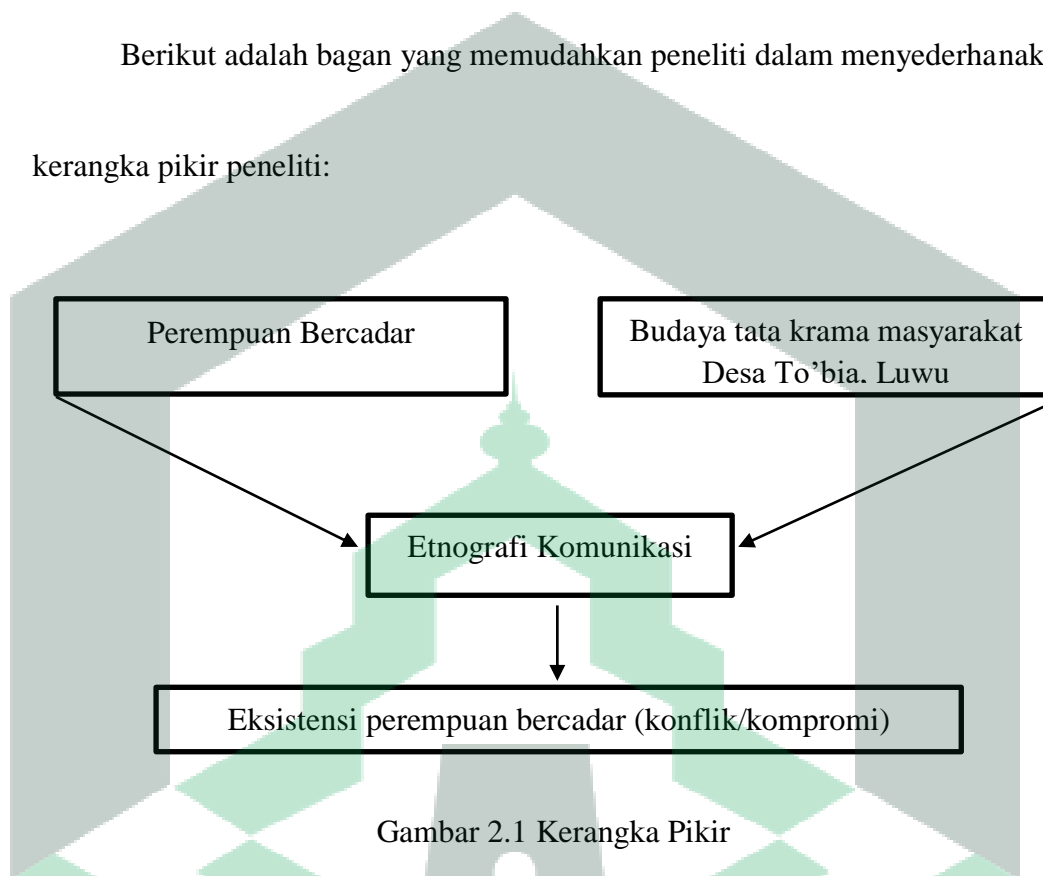 Berikut adalah bagan yang memudahkan peneliti dalam menyederhanak
kerangka pikir peneliti:
Perempuan Bercadar
Budaya tata krama masyarakat
Desa To’bia, Luwu
Etnografi Komunikasi
Eksistensi perempuan bercadar (konflik/kompromi)
Gambar 2.1 Kerangka Pikir